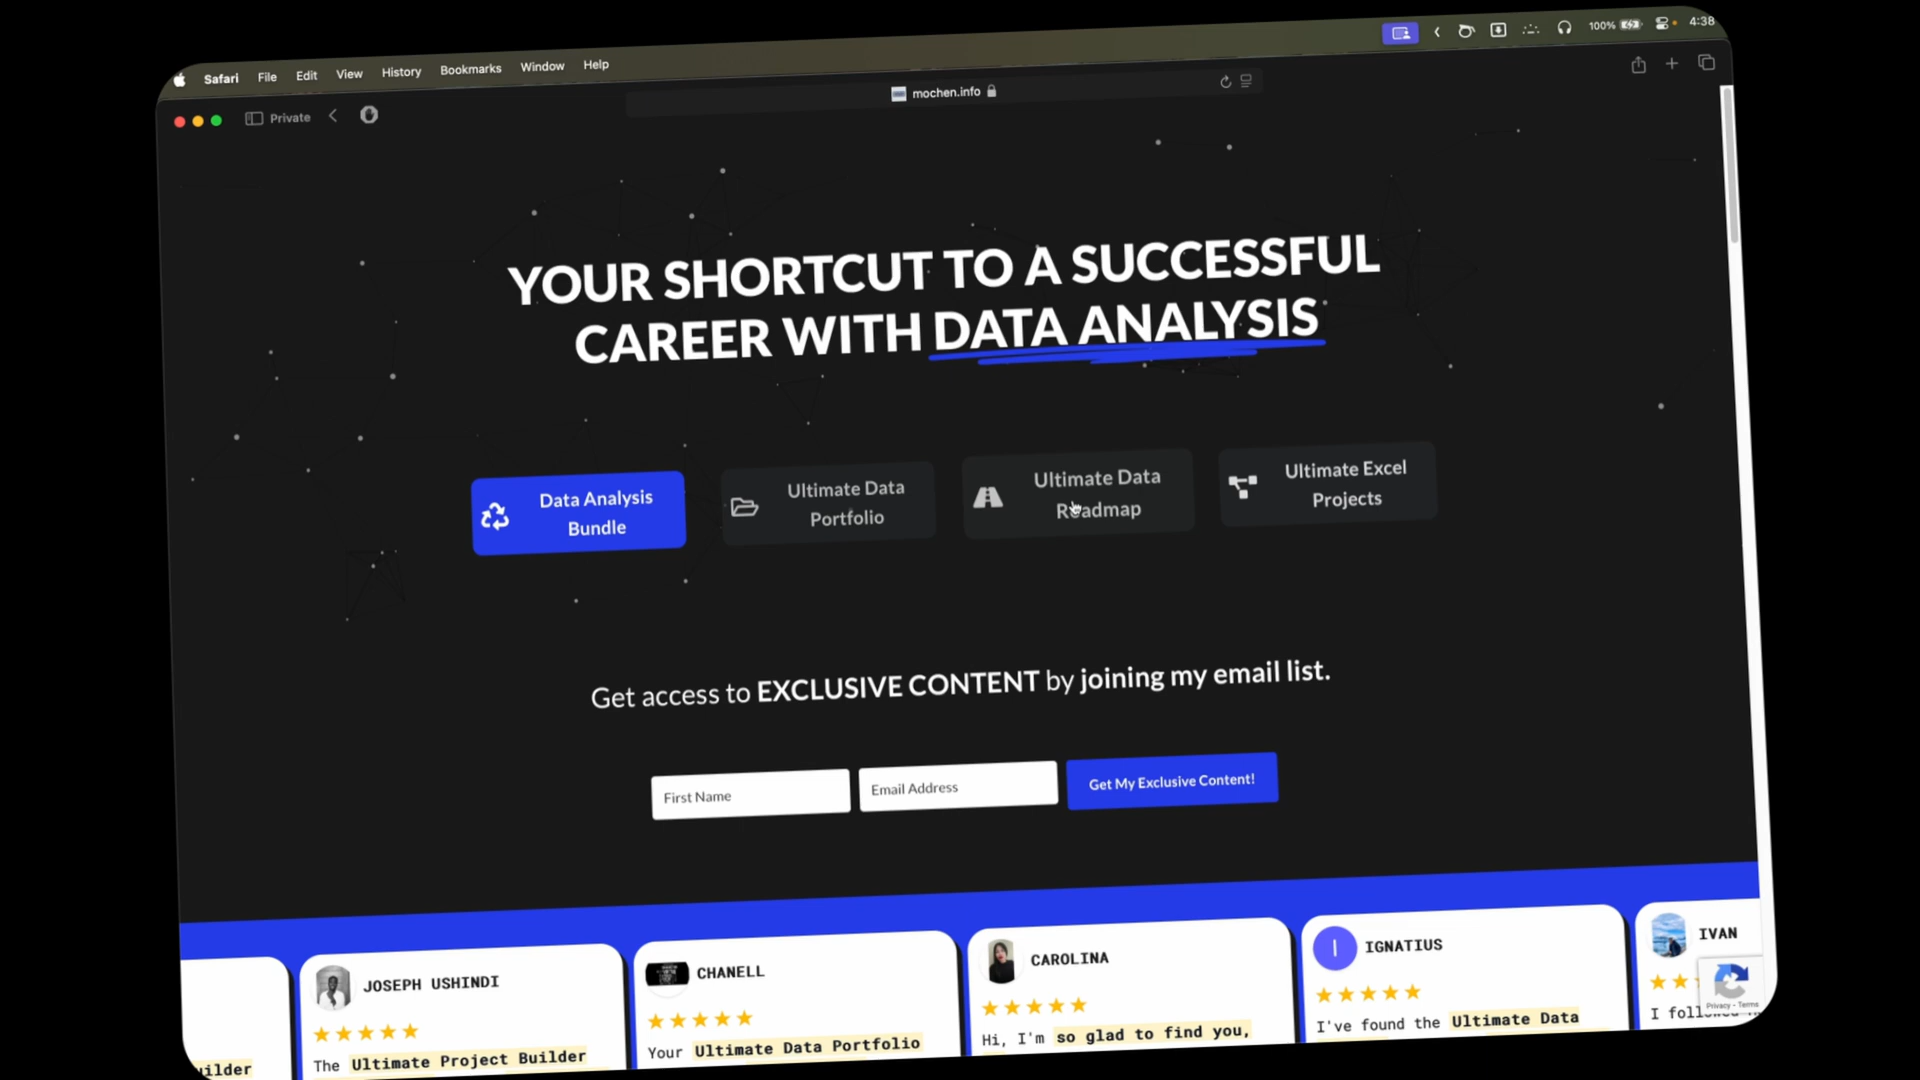 Safari File Edit View History Bookmarks Window Help
100% 4:38
Private
mochen.info
YOUR SHORTCUT TO A SUCCESSFUL
CAREER WITH DATA ANALYSIS
Data Analysis
Bundle
Ultimate Data
Portfolio
Ultimate Data
Roadmap
Ultimate Excel
Projects
Get access to EXCLUSIVE CONTENT by joining my email list.
First Name
Email Address
Get My Exclusive Content!
JOSEPH USHINDI
The Ultimate Project Builder
CHANELL
Your Ultimate Data Portfolio
CAROLINA
Hi, I'm so glad to find you,
I
IGNATIUS
I've found the Ultimate Data
IVAN
I
Privacy - Terms